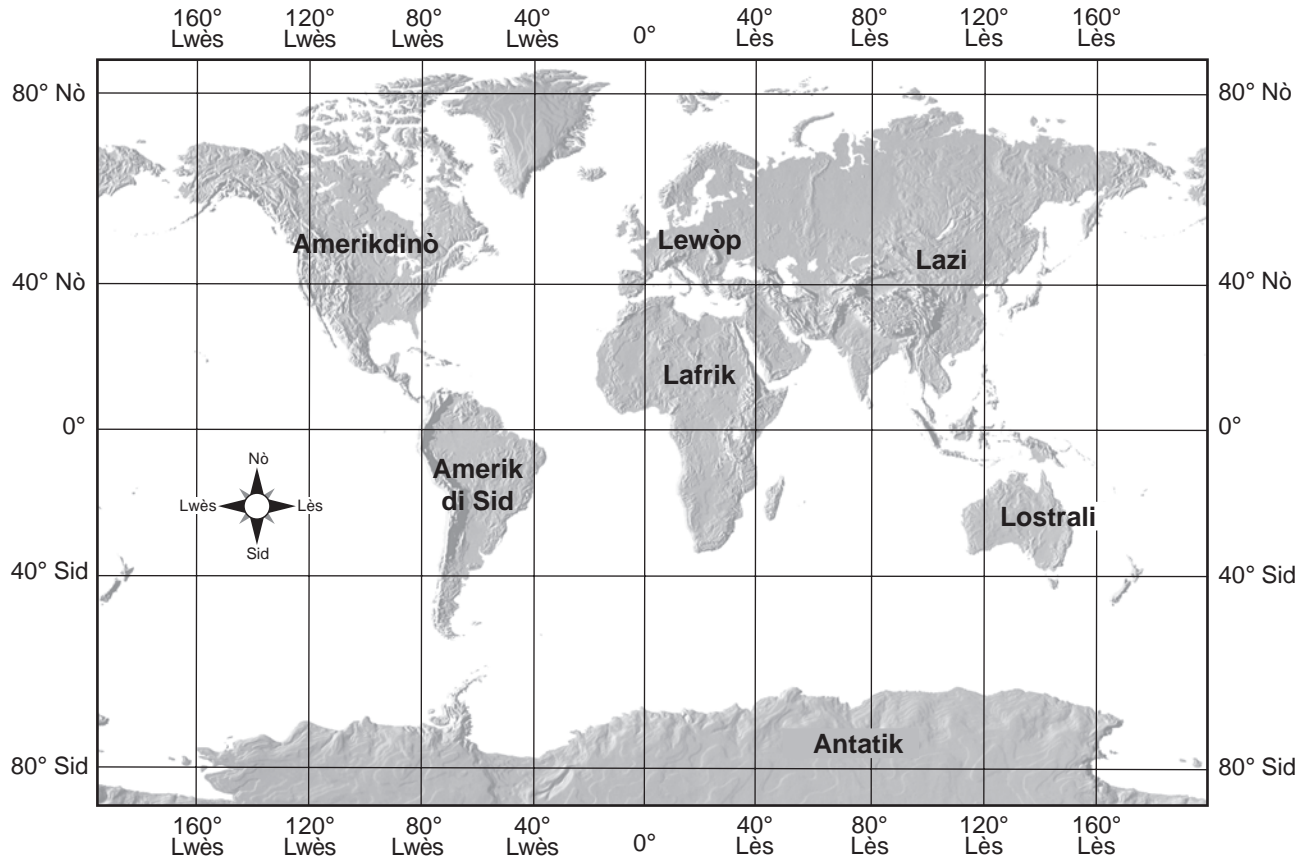 160° 120° 80° 40° 0° 40° 80° 120° 160°
Lwès Lwès Lwès Lwès Lès Lès Lès Lès
80° Nò 80° Nò
Amerikdinò Lewòp
Lazi
40° Nò 40° Nò
Lafrik
0° 0°
Nò
Lwès Lès
Sid
Amerik
di Sid
Lostrali
40° Sid 40° Sid
Antatik
80° Sid 80° Sid
160° 120° 80° 40° 0° 40° 80° 120° 160°
Lwès Lwès Lwès Lwès Lès Lès Lès Lès